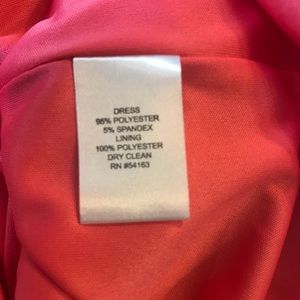 DRESS
95% POLYESTER
5% SPANDEX
LINING
100% POLYESTER
DRY CLEAN
RN #54163